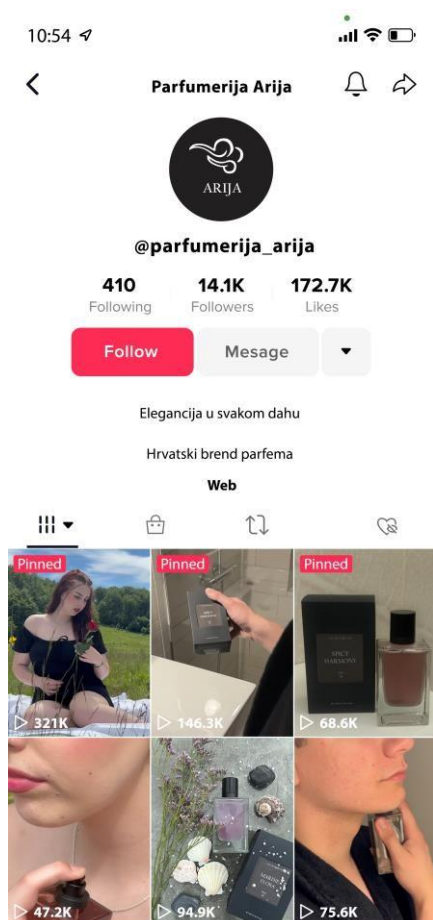 10:54
Parfumerija Arija
ARIJA
@parfumerija_arija
410 14.1K 172.7K
Following Followers Likes
Follow Mesage
Elegancija u svakom dahu
Hrvatski brend parfema
Web
Pinned Pinned Pinned
SPICY
HARMONY
321K 146.3K 68.6K
MARINE
47.2K 94.9K 75.6K